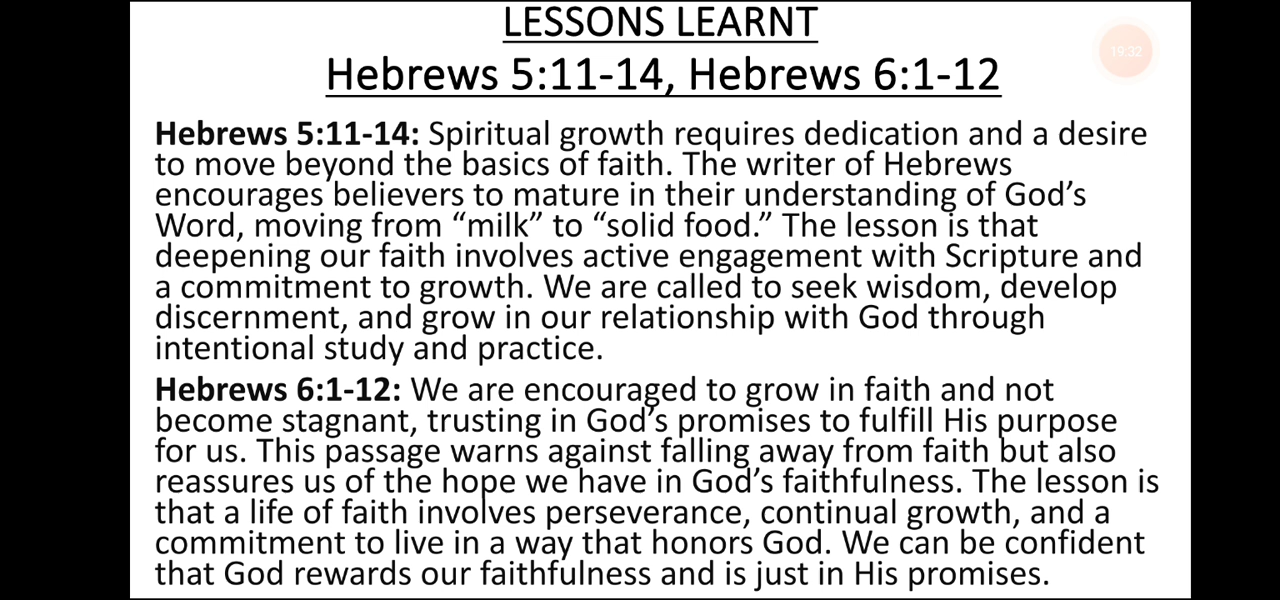 LESSONS LEARNT
19:32
Hebrews 5:11-14, Hebrews 6:1-12
Hebrews 5:11-14: Spiritual growth requires dedication and a desire
to move beyond the basics of faith. The writer of Hebrews
encourages believers to mature in their understanding of God’s
Word, moving from “milk” to “solid food.” The lesson is that
deepening our faith involves active engagement with Scripture and
a commitment to growth. We are called to seek wisdom, develop
discernment, and grow in our relationship with God through
intentional study and practice.
Hebrews 6:1-12: We are encouraged to grow in faith and not
become stagnant, trusting in God’s promises to fulfill His purpose
for us. This passage warns against falling away from faith but also
reassures us of the hope we have in God’s faithfulness. The lesson is
that a life of faith involves perseverance, continual growth, and a
commitment to live in a way that honors God. We can be confident
that God rewards our faithfulness and is just in His promises.